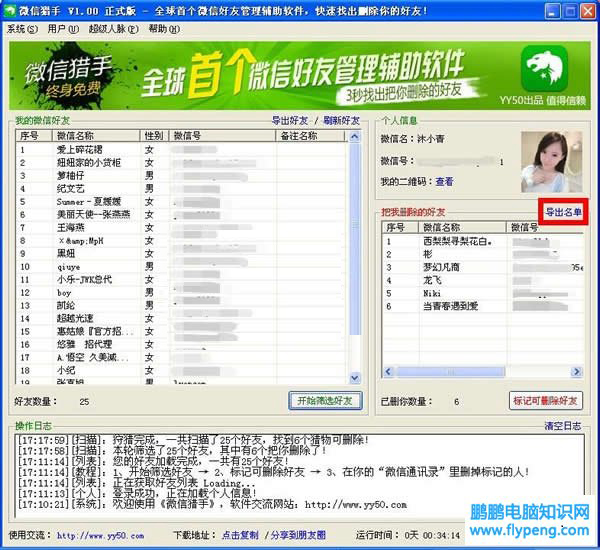 微信猎手 V1.00 正式版 - 全球首个微信好友管理辅助软件，快速找出删除你的好友！
系统(S) 用户(U) 超级人脉(P) 帮助(H)
微信猎手
终身免费
全球首个微信好友管理辅助软件
3秒找出把你删除的好友
YY50出品 值得信赖
我的微信好友 导出好友 / 刷新好友
序号 微信名称 性别 微信号 备注名称
1 爱上碎花裙 女
2 妞妞家的小货柜 女
3 萝柚仔 男
4 纪文艺 男
5 Summer－夏媛媛 女
6 美丽天使--张燕燕 女
7 王海燕 女
8 ㄨ&amp;MpH 女
9 黑妞 女
10 qiuye 男
11 小乐-JWK总代 女
12 boy 男
13 凯纶 男
14 超越光速 女
15 惠姑娘『官方招... 女
16 悠雅 招代理 女
17 A.悟空 久美滅... 女
18 小纪 女
19 男
好友数量： 25 开始筛选好友
个人信息
微信名：沐小青
微信号：
我的二维码：查看
把我删除的好友 导出名单
序号 微信名称 微信号
1 西梨梨寻梨花白。
2 彬
3 梦幻凡商
4 龙飞
5 Niki
6 当青春遇到爱
已删你数量： 6 标记可删除好友
操作日志 清空日志
[17:17:59][扫描]：狩猎完成，一共扫描了25个好友，找到6个猎物可删除！
[17:17:58][扫描]：本轮筛选了25个好友，其中有6个把你删除了！
[17:11:14][列表]：您的好友加载完成，一共有25个好友！
[17:11:14][教程]：1、开始筛选好友 → 2、标记可删除好友 → 3、在你的“微信通讯录”里删掉标记的人！
[17:11:14][列表]：正在获取好友列表 Loading...
[17:11:13][个人]：登录成功，正在加载个人信息！
[17:10:21][系统]：欢迎使用《微信猎手》，软件交流网站：http://www.yy50.com
使用交流：http://www.yy50.com 下载地址：点击复制 /分享到朋友圈 运行时间：0天 00:34:14
鹏鹏电脑知识网
www.flypeng.com